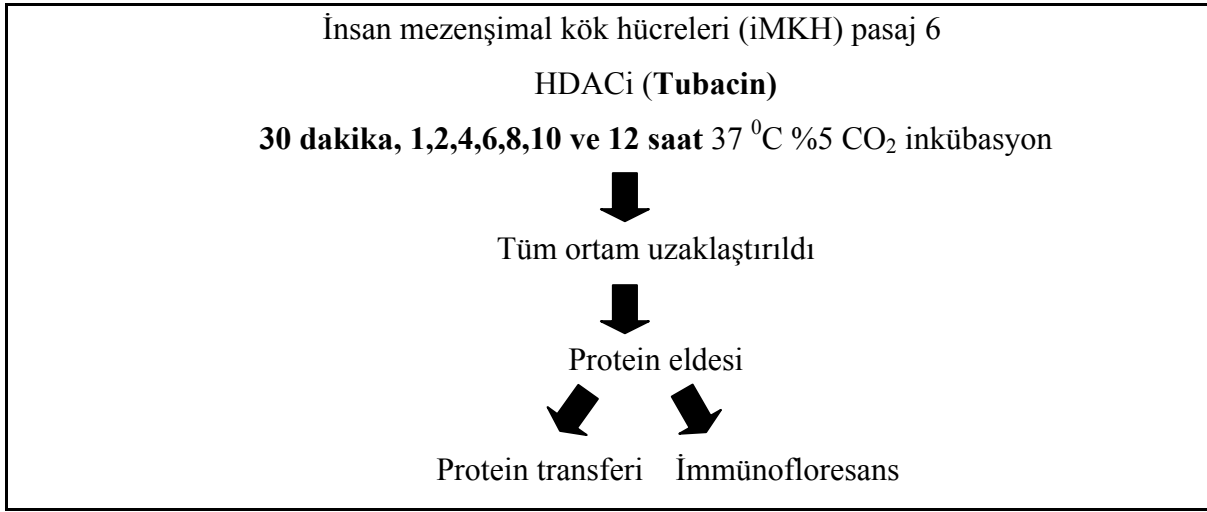 İnsan mezenşimal kök hücreleri (iMKH) pasaj 6
HDACi (Tubacin)
30 dakika, 1,2,4,6,8,10 ve 12 saat 37 ⁰C %5 CO₂ inkübasyon
Tüm ortam uzaklaştırıldı
Protein eldesi
Protein transferi İmmünofloresans